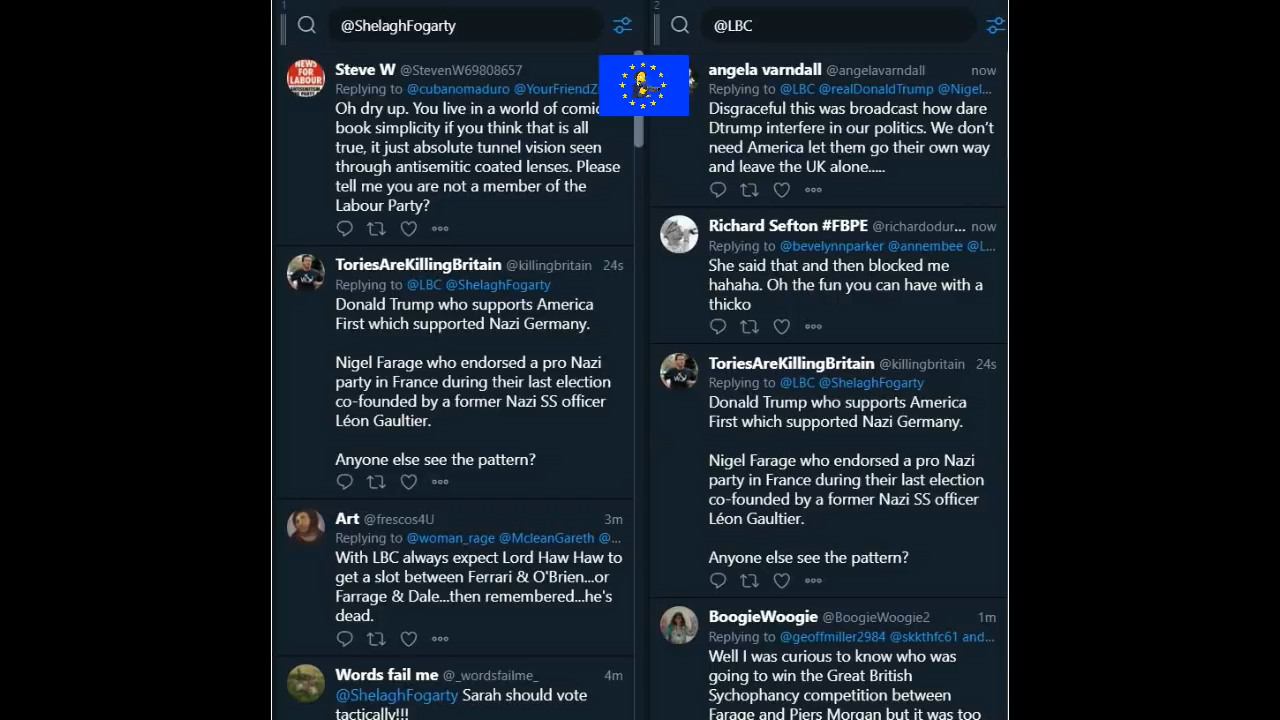 1
@ShelaghFogarty
Steve W @StevenW69808657
Replying to @cubanomaduro @YourFriendZ
Oh dry up. You live in a world of comic
book simplicity if you think that is all
true, it just absolute tunnel vision seen
through antisemitic coated lenses. Please
tell me you are not a member of the
Labour Party?
ToriesAreKillingBritain @killingbritain 24s
Replying to @LBC @ShelaghFogarty
Donald Trump who supports America
First which supported Nazi Germany.
Nigel Farage who endorsed a pro Nazi
party in France during their last election
co-founded by a former Nazi SS officer
Léon Gaultier.
Anyone else see the pattern?
Art @frescos4U 3m
Replying to @woman_rage @McleanGareth @...
With LBC always expect Lord Haw Haw to
get a slot between Ferrari & O'Brien...or
Farrage & Dale...then remembered...he's
dead.
Words fail me @_wordsfailme_ 4m
@ShelaghFogarty Sarah should vote
tactically!!!
2
@LBC
angela varndall @angelavarndall now
Replying to @LBC @realDonaldTrump @Nigel...
Disgraceful this was broadcast how dare
Dtrump interfere in our politics. We don't
need America let them go their own way
and leave the UK alone.....
Richard Sefton #FBPE @richardodur... now
Replying to @bevelynnparker @annembee @L...
She said that and then blocked me
hahaha. Oh the fun you can have with a
thicko
ToriesAreKillingBritain @killingbritain 24s
Replying to @LBC @ShelaghFogarty
Donald Trump who supports America
First which supported Nazi Germany.
Nigel Farage who endorsed a pro Nazi
party in France during their last election
co-founded by a former Nazi SS officer
Léon Gaultier.
Anyone else see the pattern?
BoogieWoogie @BoogieWoogie2 1m
Replying to @geoffmiller2984 @skkthfc61 and...
Well I was curious to know who was
going to win the Great British
Sychophancy competition between
Farage and Piers Morgan but it was too
NEWS
FOR
LABOUR